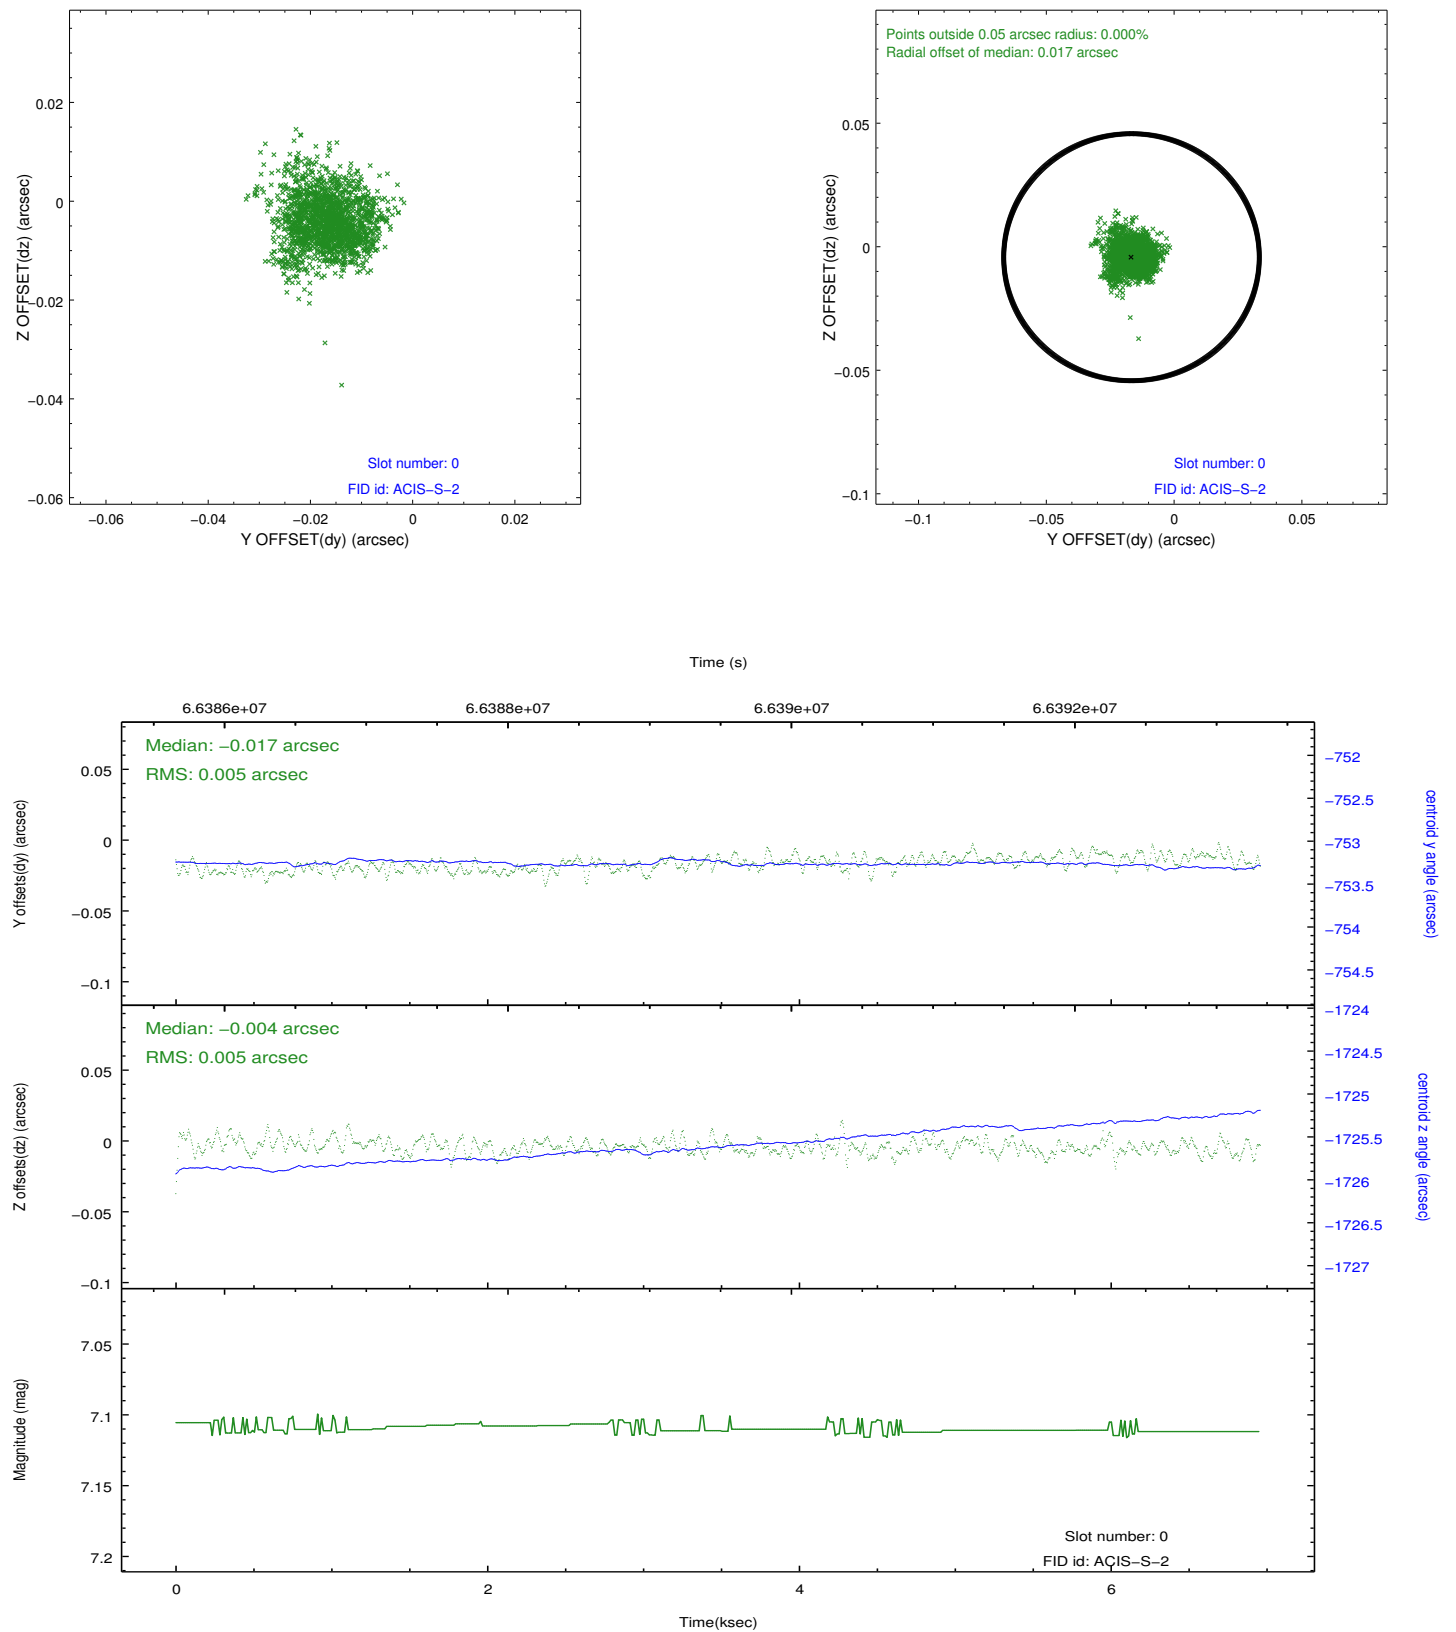 0.02
0
−0.02
−0.04
−0.06
Z OFFSET(dz) (arcsec)
−0.06
−0.04
−0.02
0
0.02
Y OFFSET(dy) (arcsec)
Slot number: 0
FID id: ACIS−S−2
Points outside 0.05 arcsec radius: 0.000%
Radial offset of median: 0.017 arcsec
0.05
0
−0.05
−0.1
Z OFFSET(dz) (arcsec)
−0.1
−0.05
0
0.05
Y OFFSET(dy) (arcsec)
Slot number: 0
FID id: ACIS−S−2
Time (s)
6.6386e+07
6.6388e+07
6.639e+07
6.6392e+07
Median: −0.017 arcsec
RMS: 0.005 arcsec
0.05
0
−0.05
−0.1
Y offsets(dy) (arcsec)
−752
−752.5
−753
−753.5
−754
−754.5
centroid y angle (arcsec)
Median: −0.004 arcsec
RMS: 0.005 arcsec
0.05
0
−0.05
−0.1
Z offsets(dz) (arcsec)
−1724
−1724.5
−1725
−1725.5
−1726
−1726.5
−1727
centroid z angle (arcsec)
7.05
7.1
7.15
7.2
Magnitude (mag)
Slot number: 0
FID id: ACIS−S−2
0
2
4
6
Time(ksec)